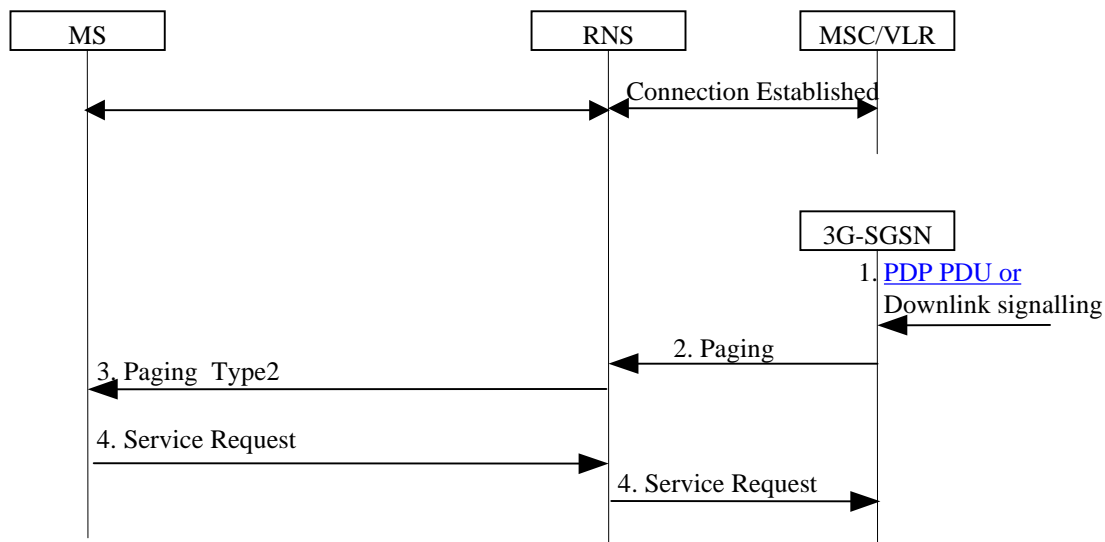 MS
RNS
MSC/VLR
Connection Established
3G-SGSN
1. PDP PDU or
Downlink signalling
2. Paging
3. Paging Type2
4. Service Request
4. Service Request